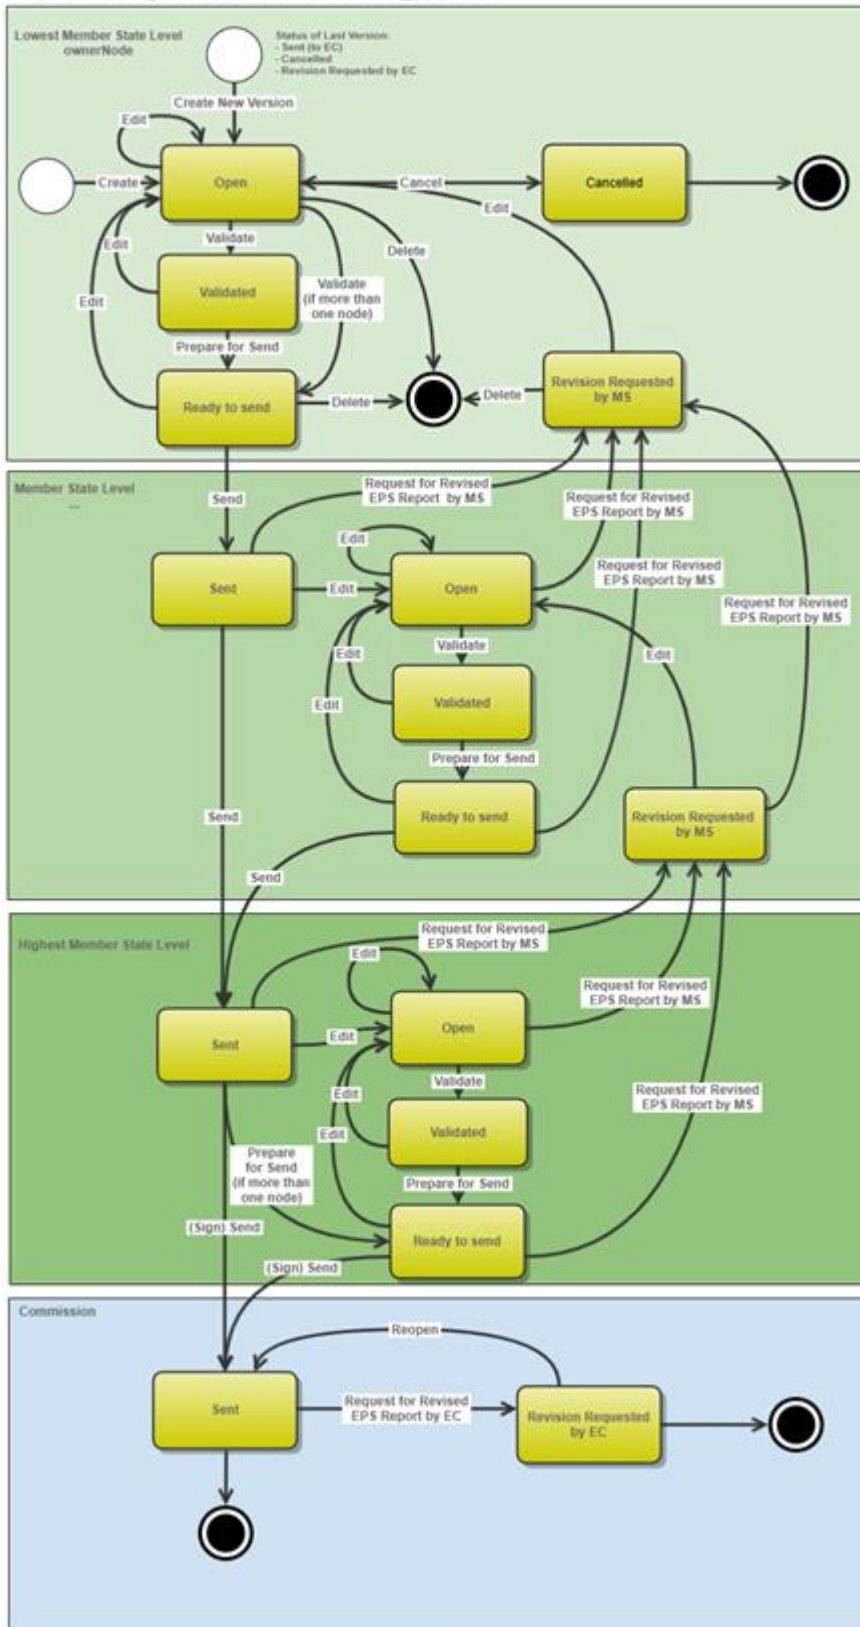 Lowest Member State Level
ownerNode
Status of Last Version:
- Sent (to EC)
- Cancelled
- Revision Requested by EC
Create New Version
Edit
Open
Create
Cancel
Cancelled
Edit
Validate
Delete
Edit
Validated
Validate
(if more than
one node)
Edit
Prepare for Send
Ready to send
Delete
Delete
Revision Requested
by MS
Member State Level
...
Send
Request for Revised
EPS Report by MS
Request for Revised
EPS Report by MS
Edit
Request for Revised
EPS Report by MS
Sent
Edit
Open
Request for Revised
EPS Report by MS
Validate
Edit
Edit
Validated
Edit
Prepare for Send
Send
Ready to send
Revision Requested
by MS
Send
Highest Member State Level
Request for Revised
EPS Report by MS
Edit
Request for Revised
EPS Report by MS
Sent
Edit
Open
Validate
Edit
Request for Revised
EPS Report by MS
Validated
Edit
Prepare
for Send
(if more than
one node)
Prepare for Send
(Sign) Send
Ready to send
(Sign) Send
Commission
Reopen
Sent
Request for Revised
EPS Report by EC
Revision Requested
by EC